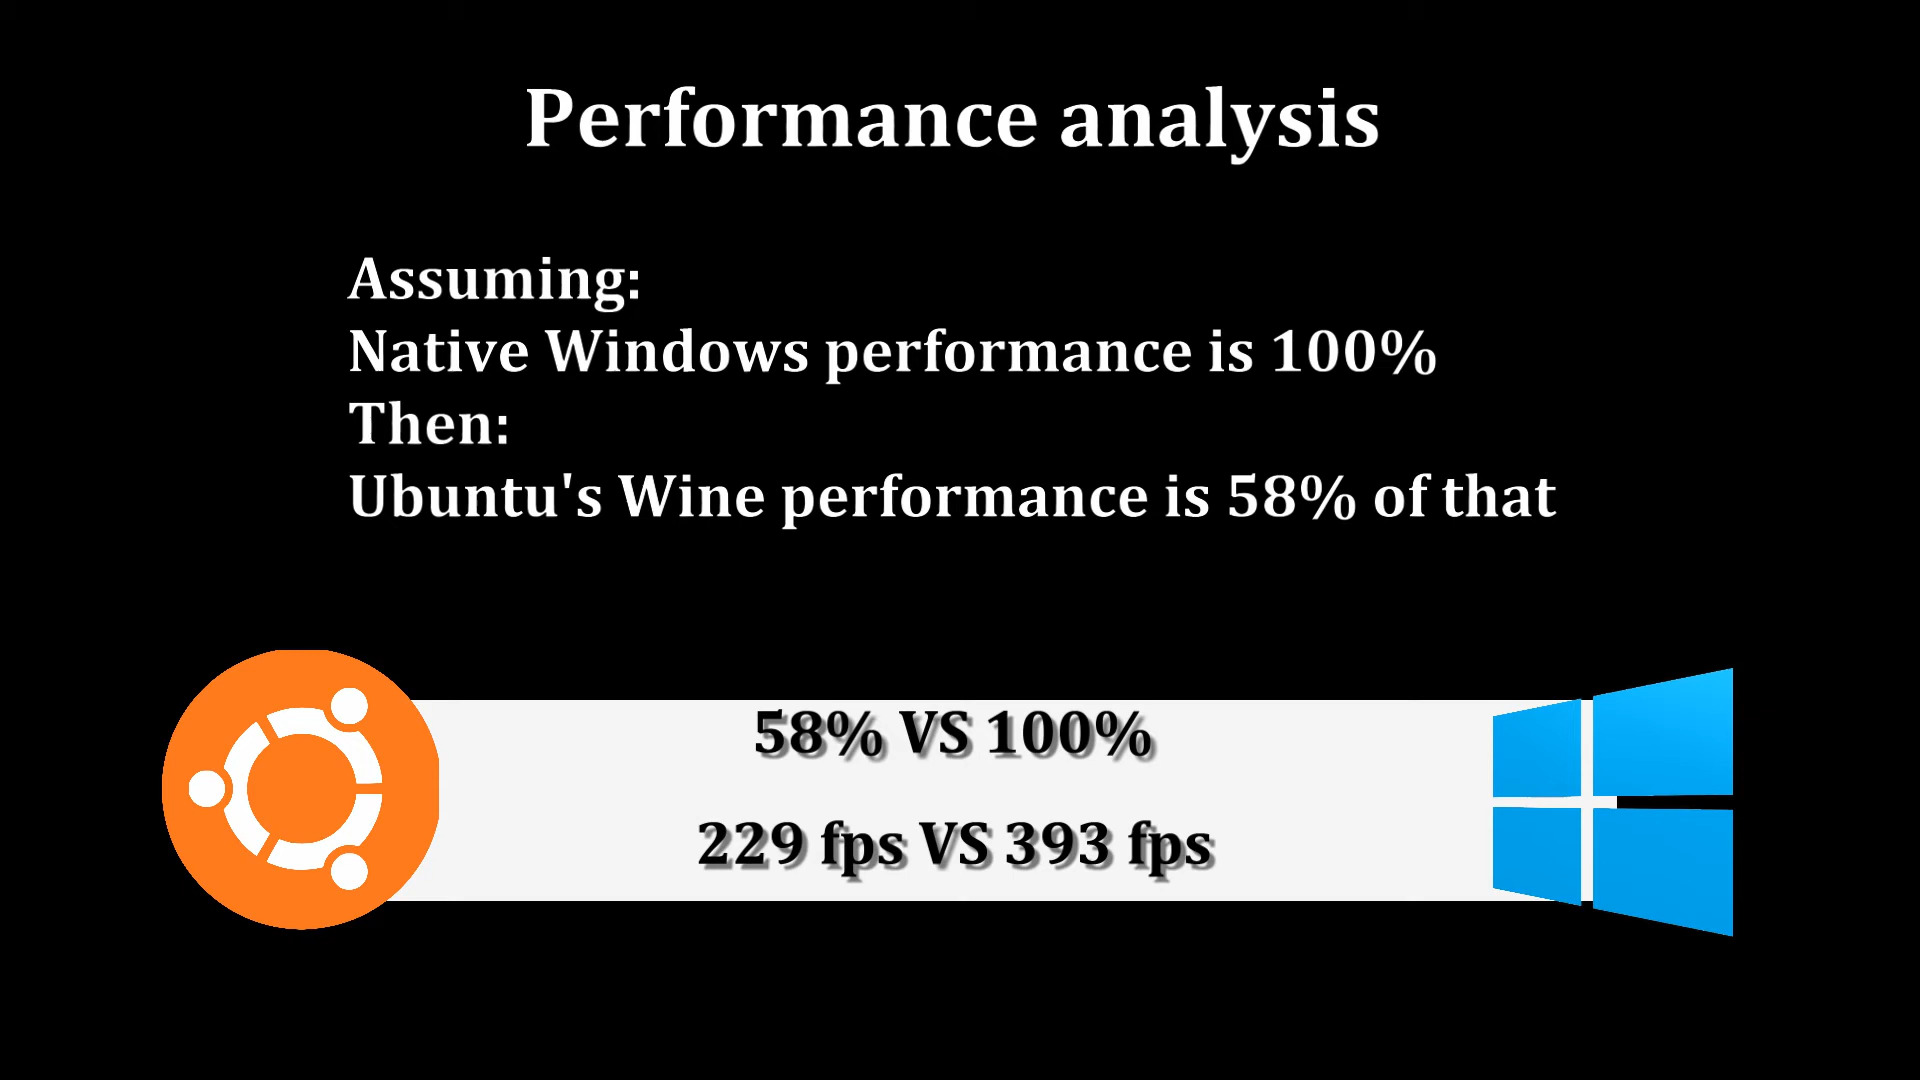 Performance analysis
Assuming:
Native Windows performance is 100%
Then:
Ubuntu's Wine performance is 58% of that
58% VS 100%
229 fps VS 393 fps